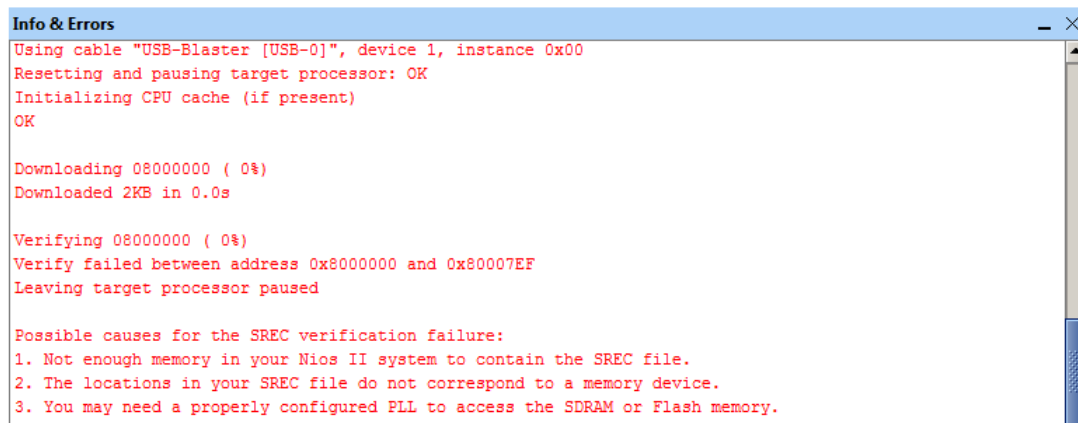 Info & Errors
Using cable "USB-Blaster [USB-0]", device 1, instance 0x00
Resetting and pausing target processor: OK
Initializing CPU cache (if present)
OK
Downloading 08000000 ( 0%)
Downloaded 2KB in 0.0s
Verifying 08000000 ( 0%)
Verify failed between address 0x8000000 and 0x80007EF
Leaving target processor paused
Possible causes for the SREC verification failure:
1. Not enough memory in your Nios II system to contain the SREC file.
2. The locations in your SREC file do not correspond to a memory device.
3. You may need a properly configured PLL to access the SDRAM or Flash memory.